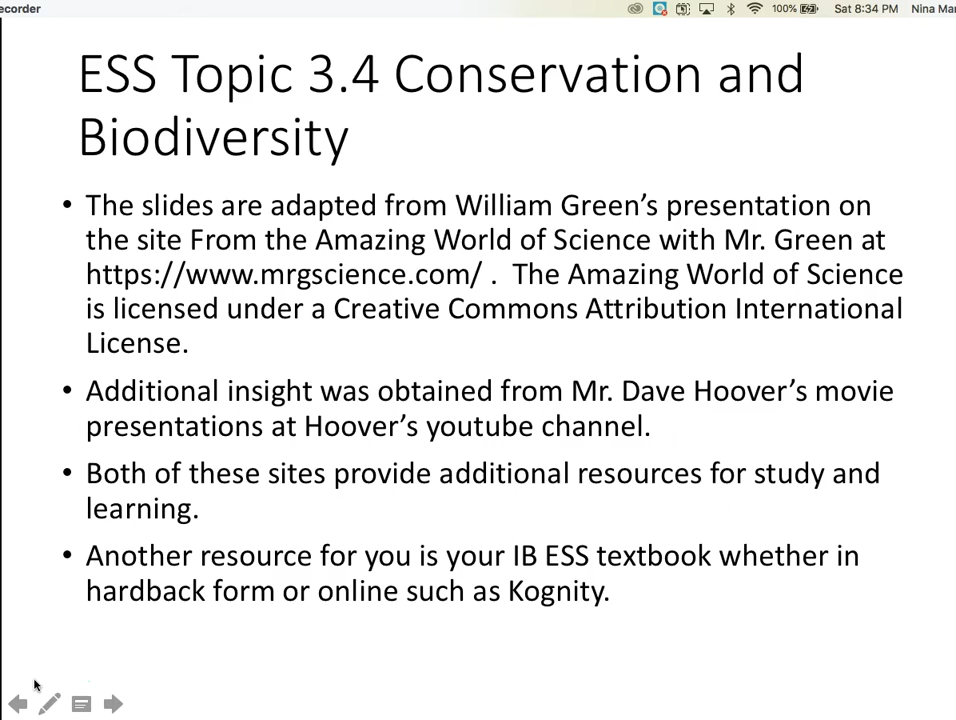 ecorder 100% Sat 8:34 PM Nina Mar
ESS Topic 3.4 Conservation and
Biodiversity
• The slides are adapted from William Green’s presentation on
the site From the Amazing World of Science with Mr. Green at
https://www.mrgscience.com/ .  The Amazing World of Science
is licensed under a Creative Commons Attribution International
License.
• Additional insight was obtained from Mr. Dave Hoover’s movie
presentations at Hoover’s youtube channel.
• Both of these sites provide additional resources for study and
learning.
• Another resource for you is your IB ESS textbook whether in
hardback form or online such as Kognity.